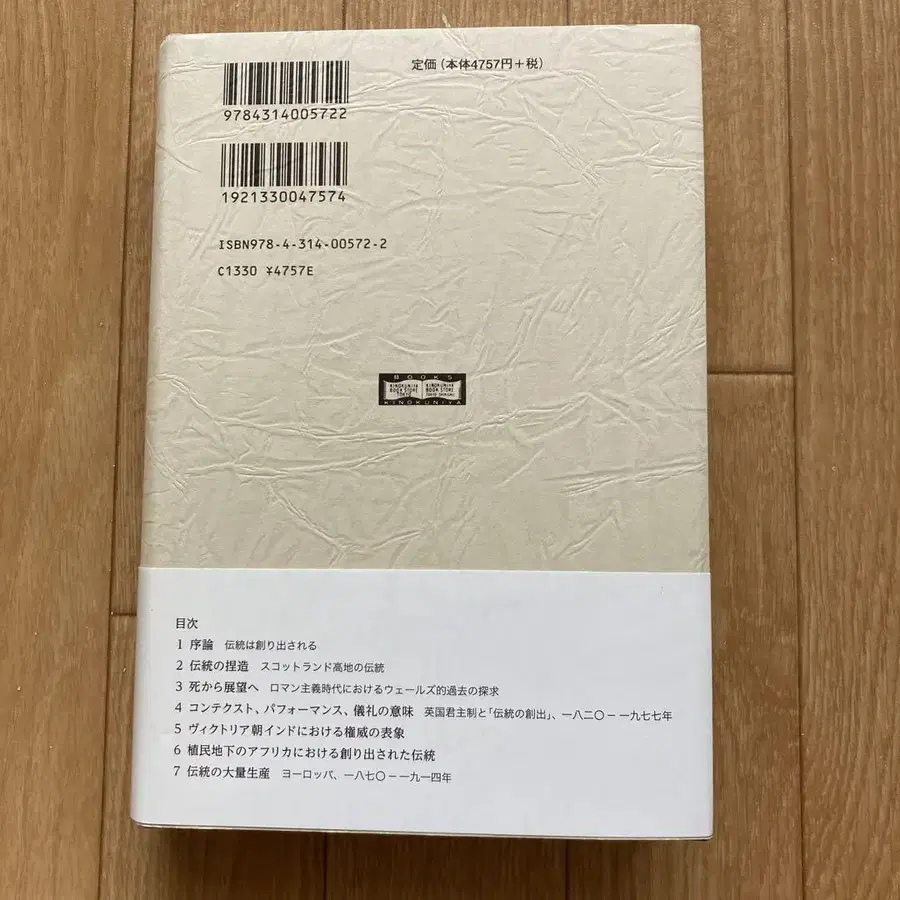 定価(本体4757円+税)
9784314005722
1921330047574
ISBN978-4-314-00572-2
C1330 ¥4757E
BOOKS
KINOKUNIYA BOOK STORE TOKYO
KINOKUNIYA BOOK STORE
KINOKUNIYA
目次
1 序論 伝統は創り出される
2 伝統の捏造 スコットランド高地の伝統
3 死から展望へ ロマン主義時代におけるウェールズ的過去の探求
4 コンテクスト、パフォーマンス、儀礼の意味 英国君主制と「伝統の創出」、一八二〇−一九七七年
5 ヴィクトリア朝インドにおける権威の表象
6 植民地下のアフリカにおける創り出された伝統
7 伝統の大量生産 ヨーロッパ、一八七〇−一九一四年